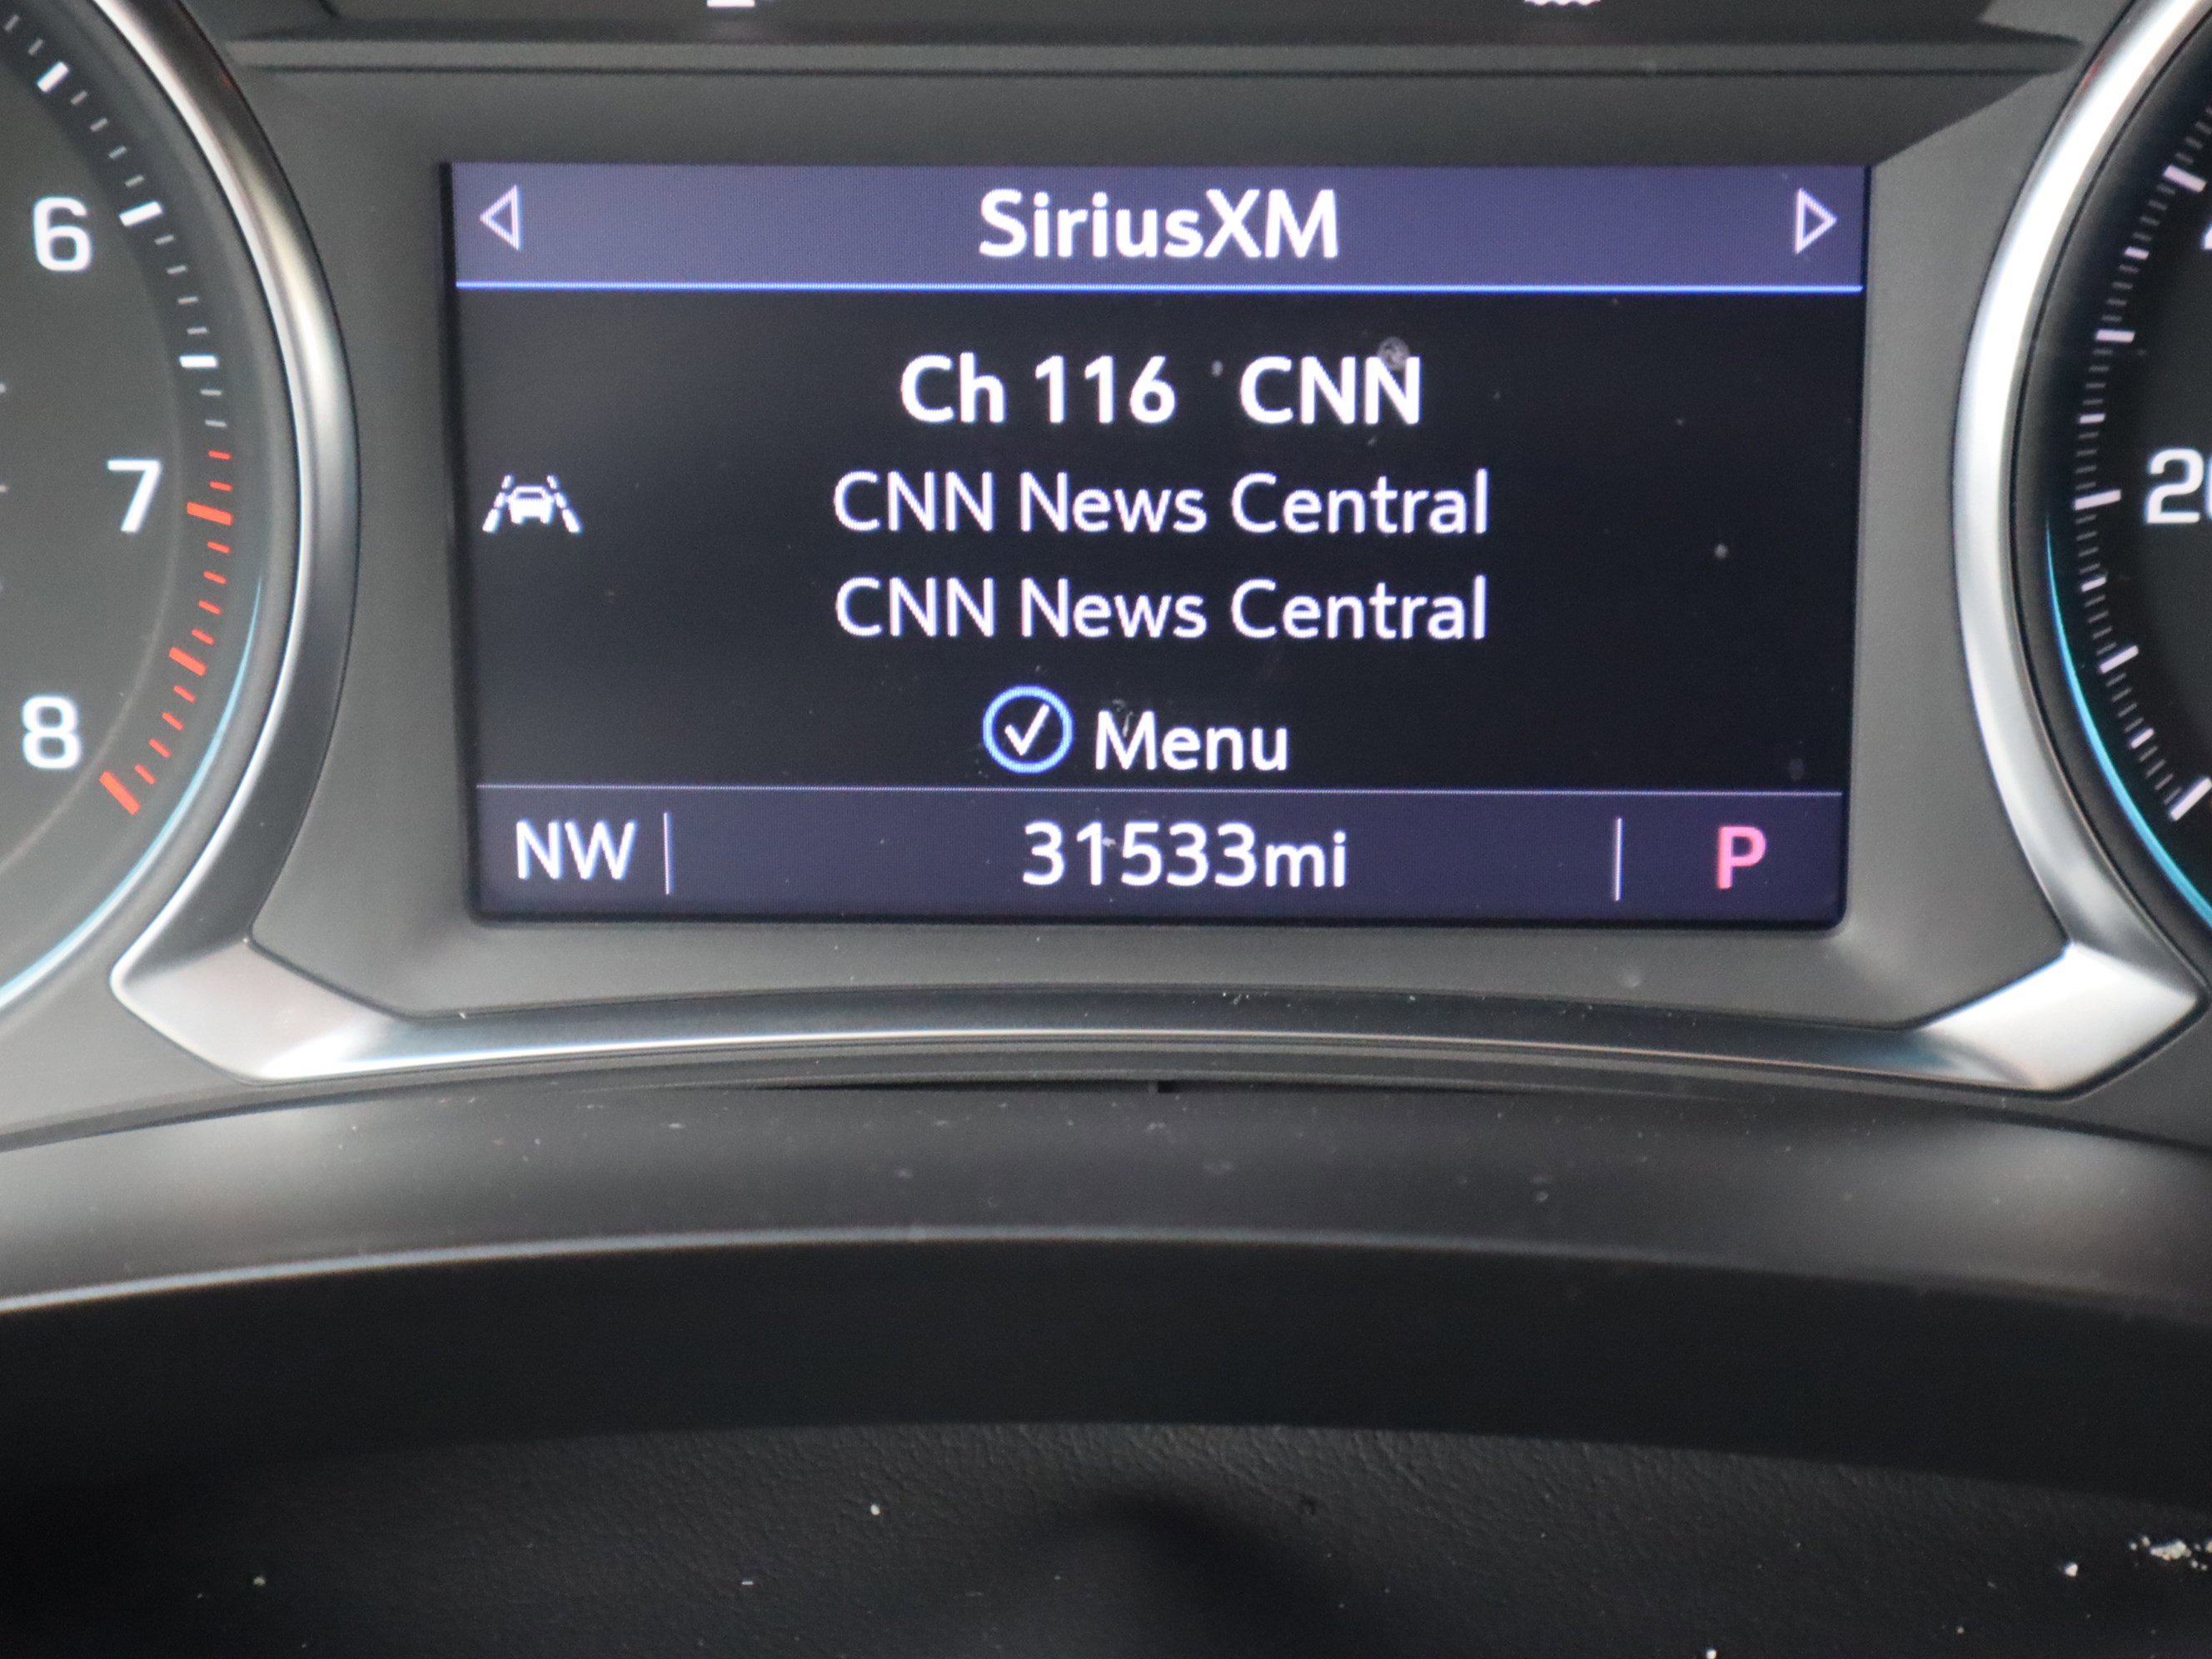 SiriusXM
Ch 116 CNN
CNN News Central
CNN News Central
Menu
NW 31533mi P
6
7
8